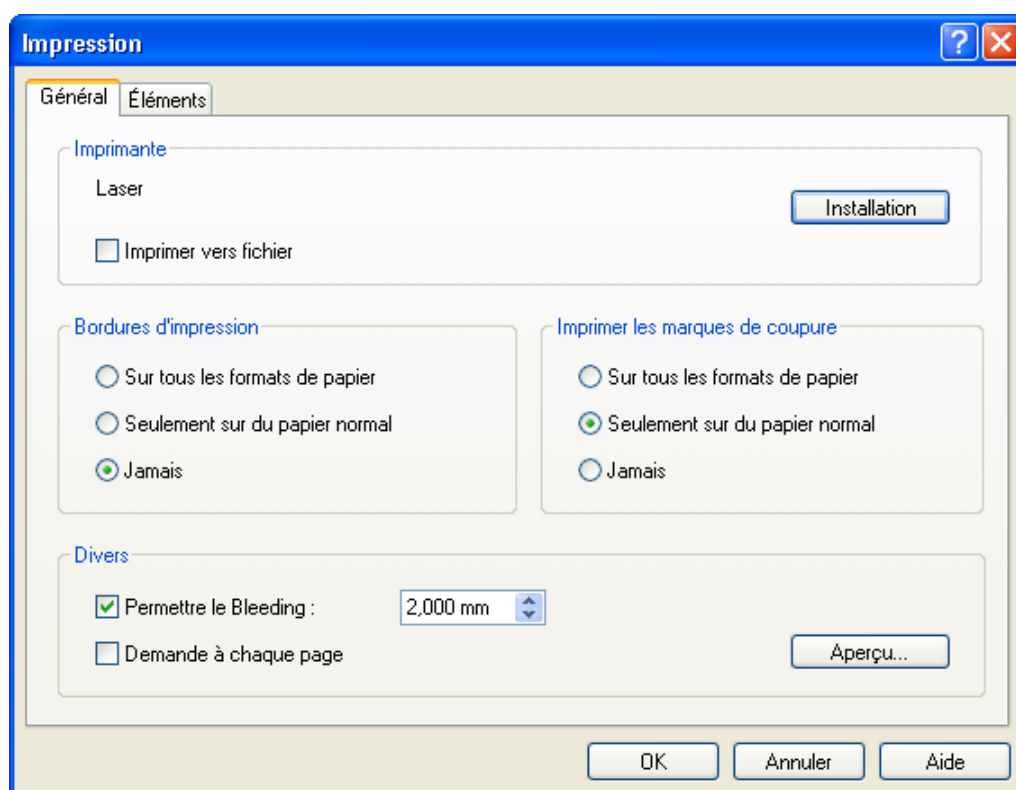 Impression
Général
Éléments
Imprimante
Laser
Installation
Imprimer vers fichier
Bordures d'impression
Sur tous les formats de papier
Seulement sur du papier normal
Jamais
Imprimer les marques de coupure
Sur tous les formats de papier
Seulement sur du papier normal
Jamais
Divers
Permettre le Bleeding :
2,000 mm
Demande à chaque page
Aperçu...
OK
Annuler
Aide